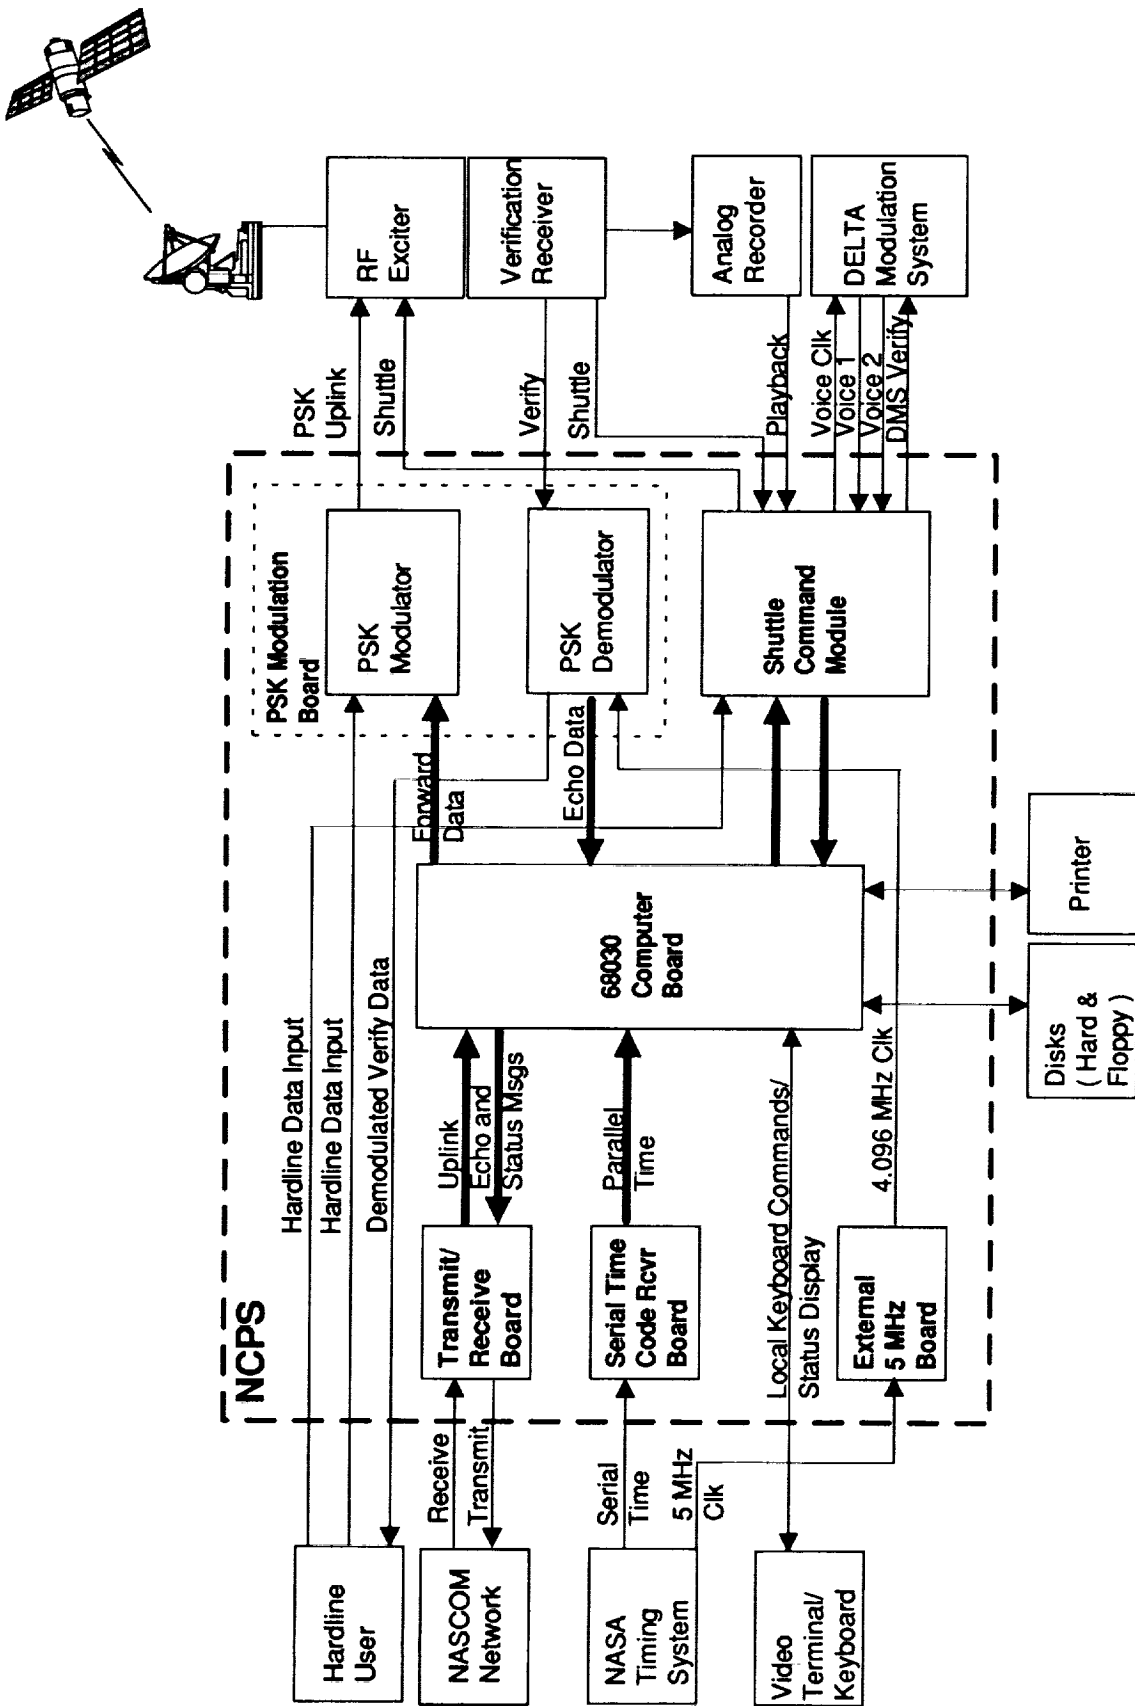 NCPS
Hardline
User
NASCOM
Network
NASA
Timing
System
Video
Terminal/
Keyboard
Hardline Data Input
Hardline Data Input
Demodulated Verify Data
Receive
Transmit
Serial
Time
5 MHz
Clk
Transmit/
Receive
Board
Serial Time
Code Rcvr
Board
Local Keyboard Commands/
Status Display
External
5 MHz
Board
Uplink
Echo and
Status Msgs
Parallel
Time
4.096 MHz Clk
68030
Computer
Board
Disks
( Hard &
Floppy )
Printer
Forward
Data
Echo Data
PSK Modulation
Board
PSK
Modulator
PSK
Demodulator
Shuttle
Command
Module
PSK
Uplink
Shuttle
Verify
Shuttle
Playback
Voice Clk
Voice 1
Voice 2
DMS Verify
RF
Exciter
Verification
Receiver
Analog
Recorder
DELTA
Modulation
System